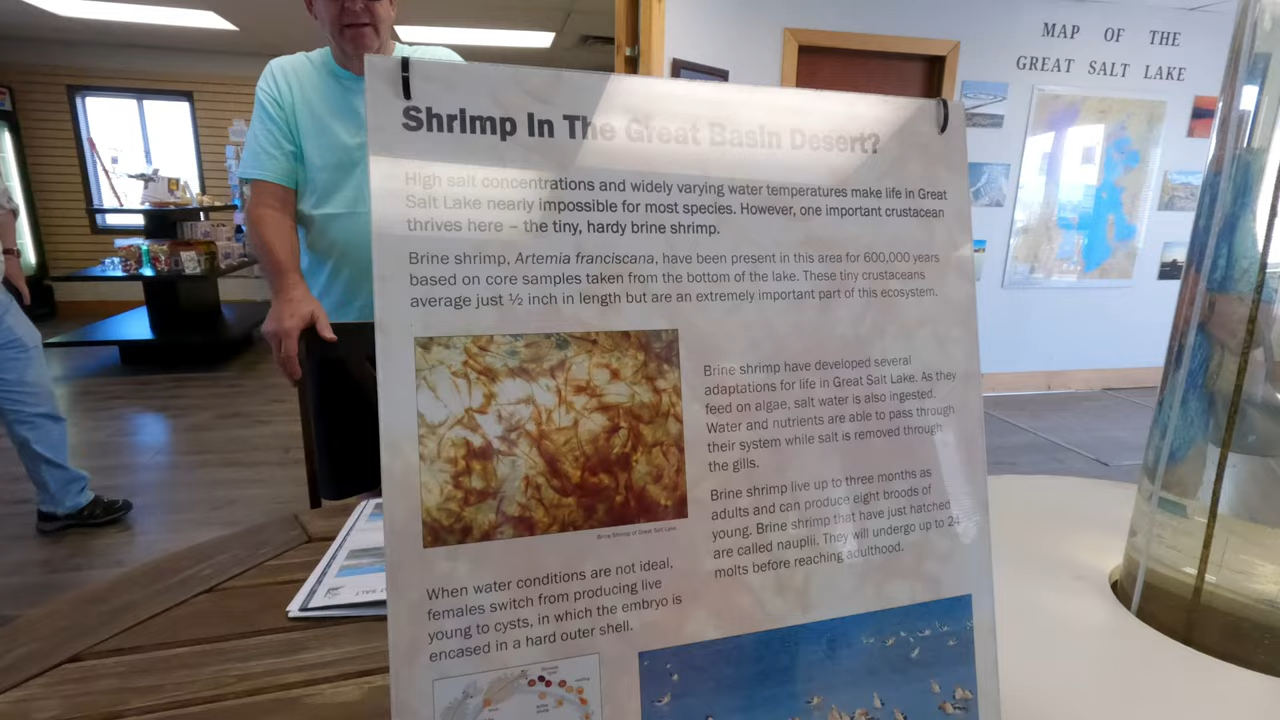 MAP OF THE
GREAT SALT LAKE
Shrimp In The Great Basin Desert?
High salt concentrations and widely varying water temperatures make life in Great
Salt Lake nearly impossible for most species. However, one important crustacean
thrives here – the tiny, hardy brine shrimp.
Brine shrimp, Artemia franciscana, have been present in this area for 600,000 years
based on core samples taken from the bottom of the lake. These tiny crustaceans
average just ½ inch in length but are an extremely important part of this ecosystem.
Brine Shrimp of Great Salt Lake
Brine shrimp have developed several
adaptations for life in Great Salt Lake. As they
feed on algae, salt water is also ingested.
Water and nutrients are able to pass through
their system while salt is removed through
the gills.
Brine shrimp live up to three months as
adults and can produce eight broods of
young. Brine shrimp that have just hatched
are called nauplii. They will undergo up to 24
molts before reaching adulthood.
When water conditions are not ideal,
females switch from producing live
young to cysts, in which the embryo is
encased in a hard outer shell.